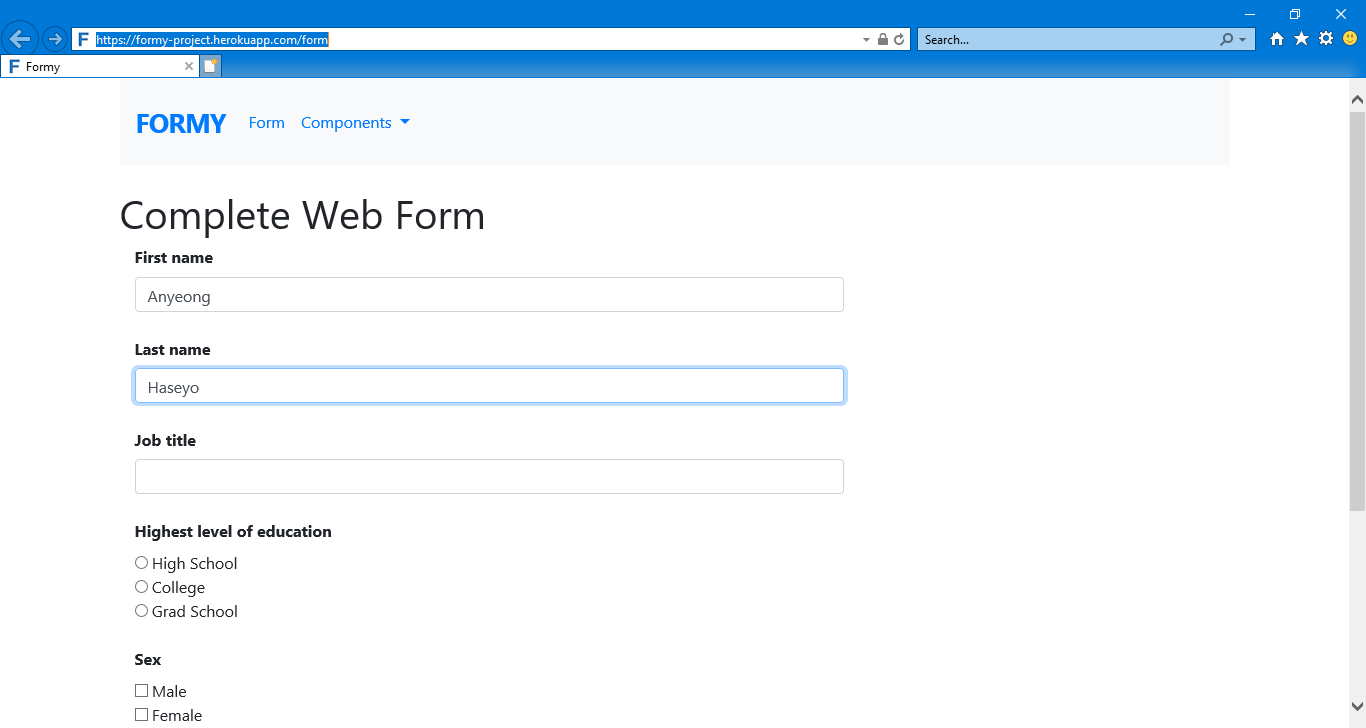 https://formy-project.herokuapp.com/form
Search...
F Formy
FORMY Form Components
Complete Web Form
First name
Anyeong
Last name
Haseyo
Job title
Highest level of education
High School
College
Grad School
Sex
Male
Female